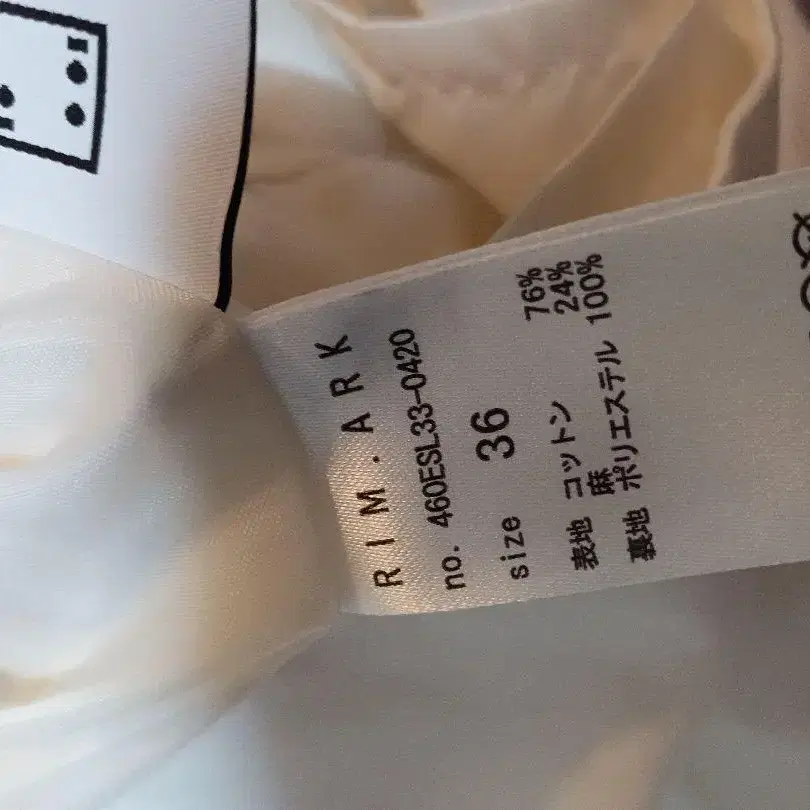 RIM.ARK
no. 460ESL33-0420
size 36
表地 コットン 76%
麻 24%
裏地 ポリエステル 100%